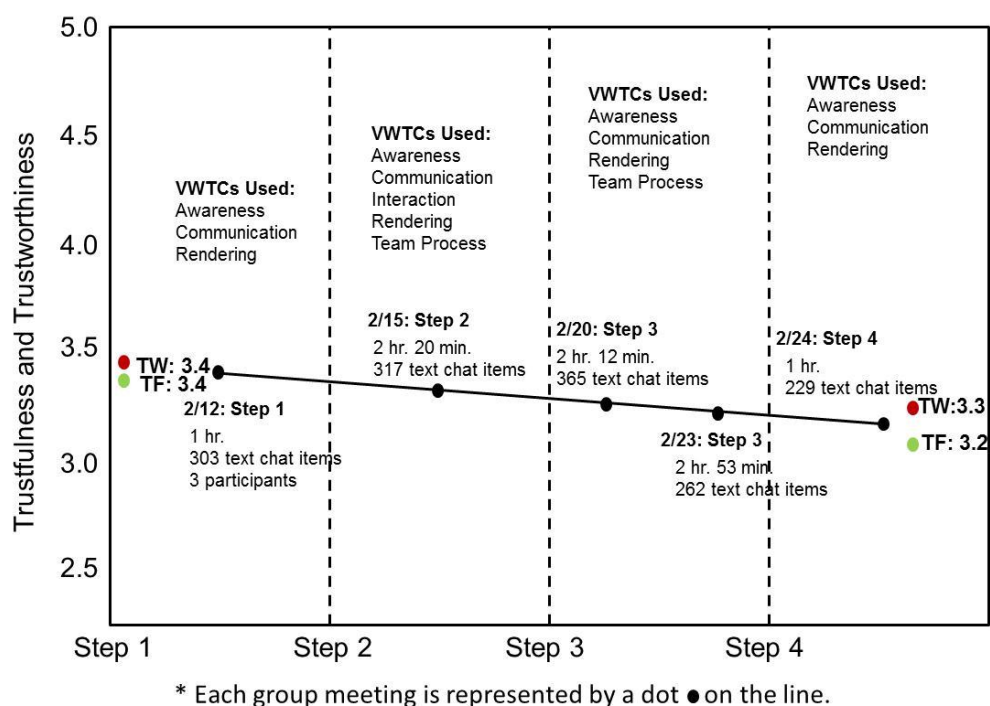 5.0
4.5
4.0
3.5
3.0
2.5
Trustfulness and Trustworthiness
VWTCs Used:
Awareness
Communication
Rendering
VWTCs Used:
Awareness
Communication
Interaction
Rendering
Team Process
VWTCs Used:
Awareness
Communication
Rendering
Team Process
VWTCs Used:
Awareness
Communication
Rendering
TW: 3.4
TF: 3.4
2/12: Step 1
1 hr.
303 text chat items
3 participants
2/15: Step 2
2 hr. 20 min.
317 text chat items
2/20: Step 3
2 hr. 12 min.
365 text chat items
2/23: Step 3
2 hr. 53 min.
262 text chat items
2/24: Step 4
1 hr.
229 text chat items
TW:3.3
TF: 3.2
Step 1
Step 2
Step 3
Step 4
* Each group meeting is represented by a dot ● on the line.